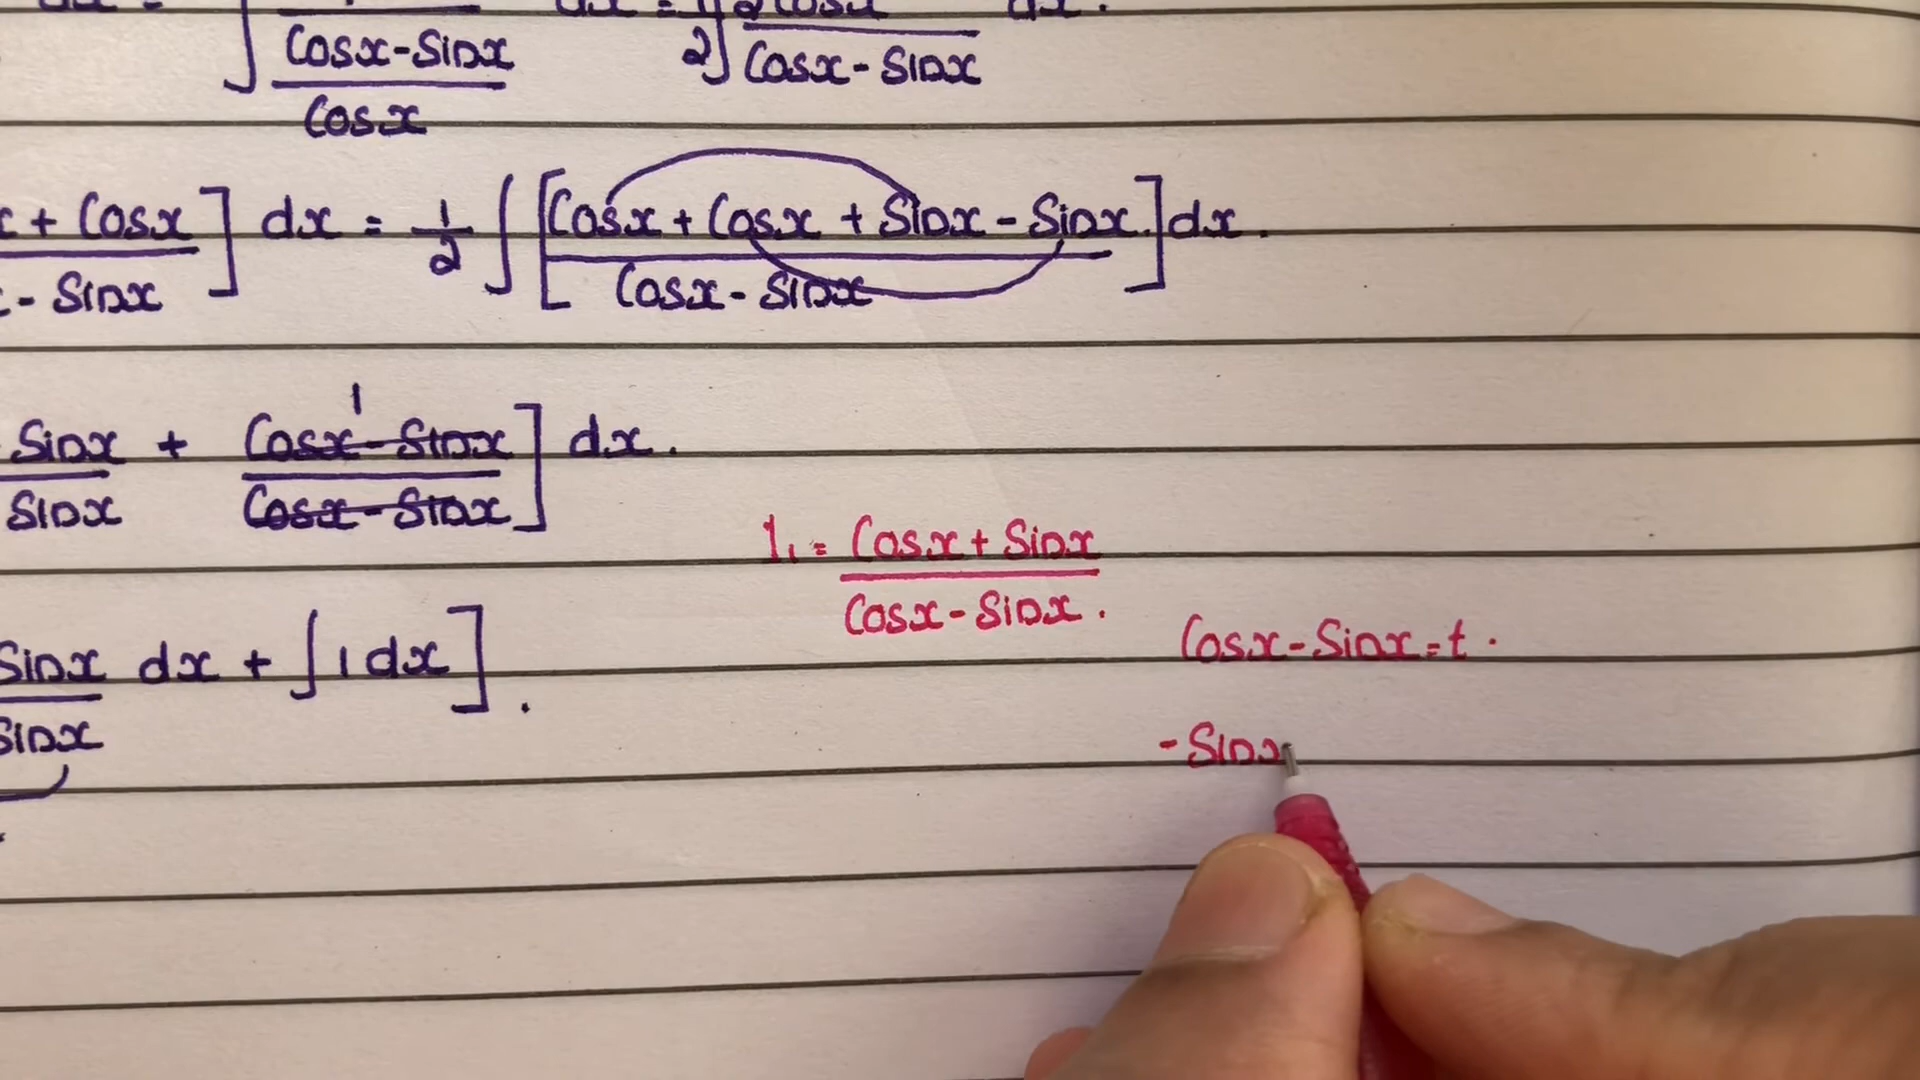 Cosx-Sinx
Cosx
2∫ Cosx - Sinx
+ Cosx ] dx = 1/2 ∫ [Cosx + Cosx + Sinx - Sinx.]dx.
- Sinx ] Cosx - Sinx
1
Sinx + Cosx - Sinx ] dx.
Sinx Cosx - Sinx
I₁ = Cosx + Sinx
Cosx - Sinx .
Sinx dx + ∫1dx] .
Sinx
Cosx - Sinx = t .
- Sinx